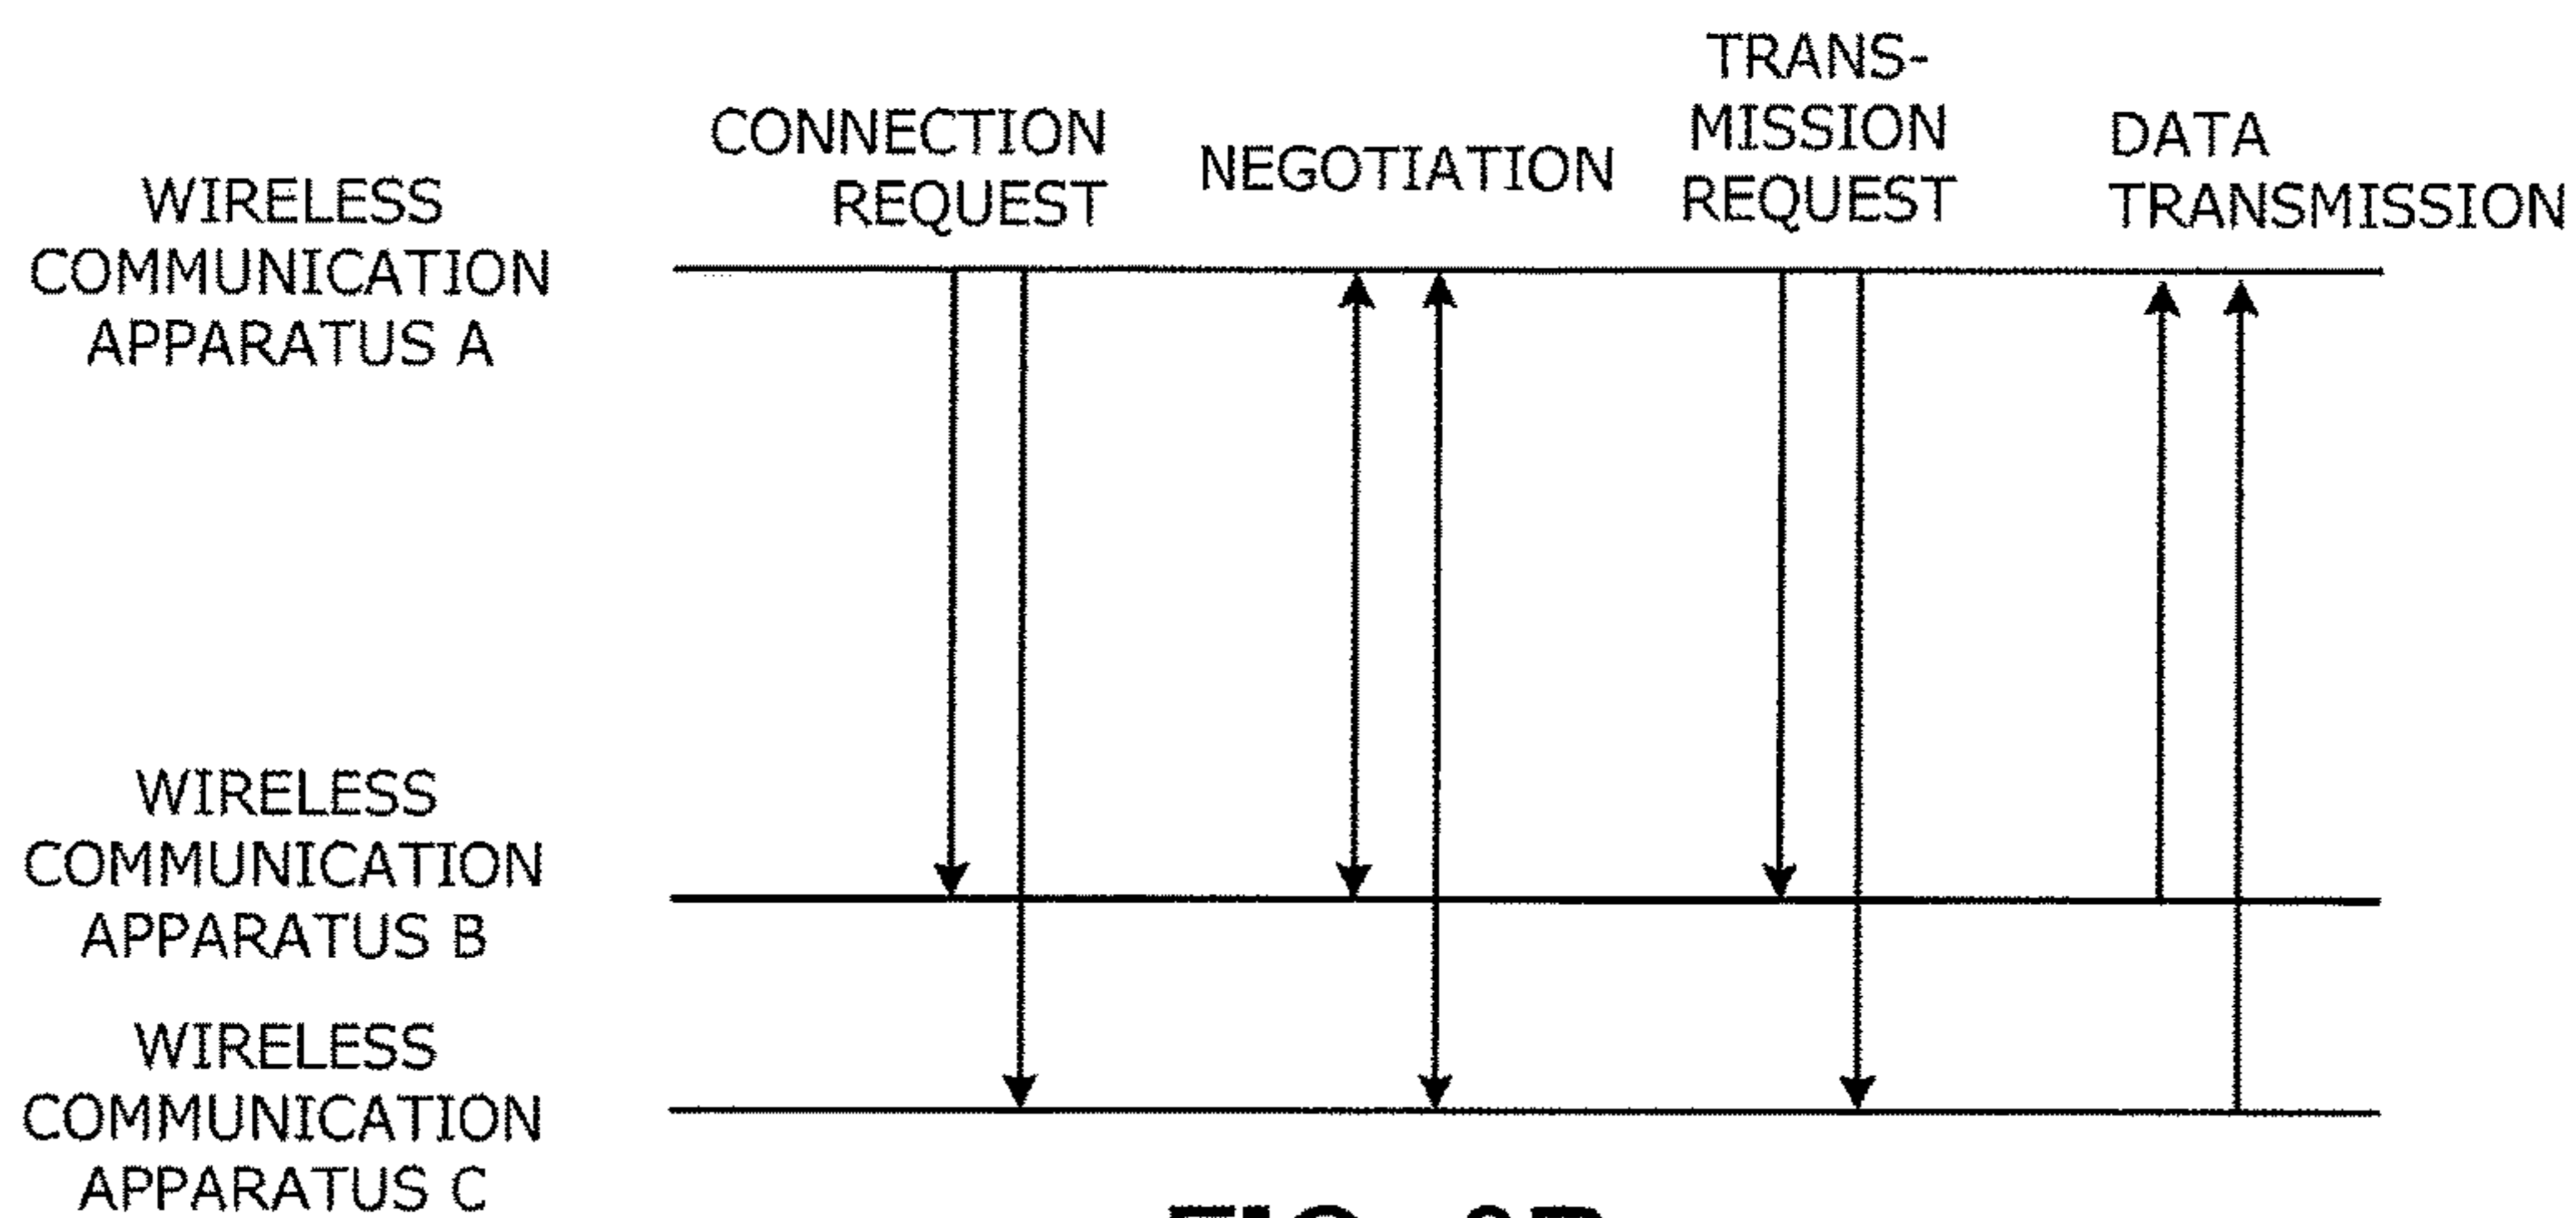 TRANS-
MISSION
REQUEST
CONNECTION
REQUEST
NEGOTIATION
DATA
TRANSMISSION
WIRELESS
COMMUNICATION
APPARATUS A
WIRELESS
COMMUNICATION
APPARATUS B
WIRELESS
COMMUNICATION
APPARATUS C